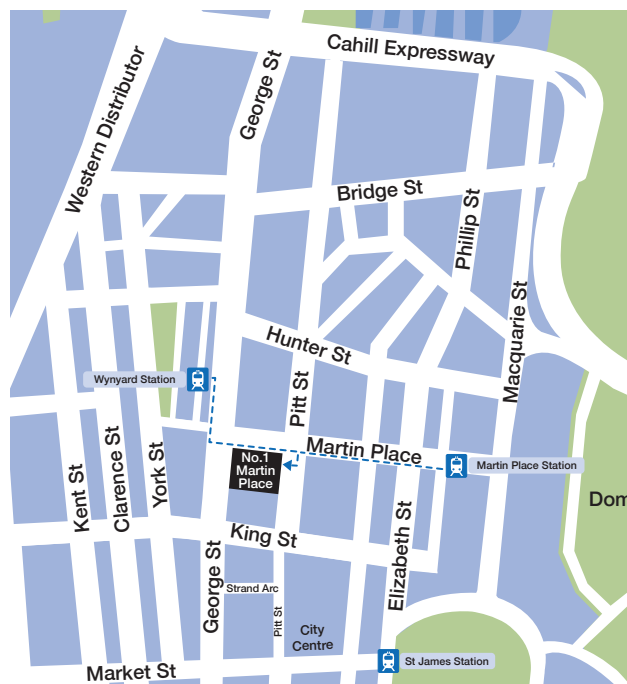 Cahill Expressway
George St
Western Distributor
Bridge St
Phillip St
Macquarie St
Hunter St
Wynyard Station
Pitt St
Martin Place
No.1
Martin
Place
Martin Place Station
Dom
Kent St
Clarence St
York St
King St
Elizabeth St
George St
Strand Arc
Pitt St
City
Centre
St James Station
Market St